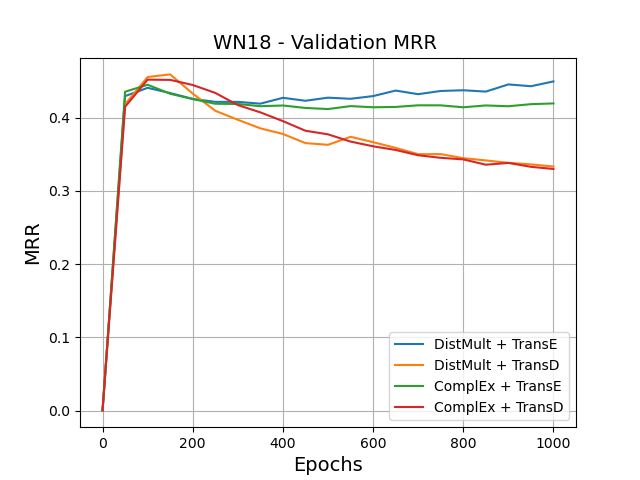 WN18 - Validation MRR
MRR
0.4
0.3
0.2
0.1
0.0
DistMult + TransE
DistMult + TransD
ComplEx + TransE
ComplEx + TransD
0 200 400 600 800 1000
Epochs